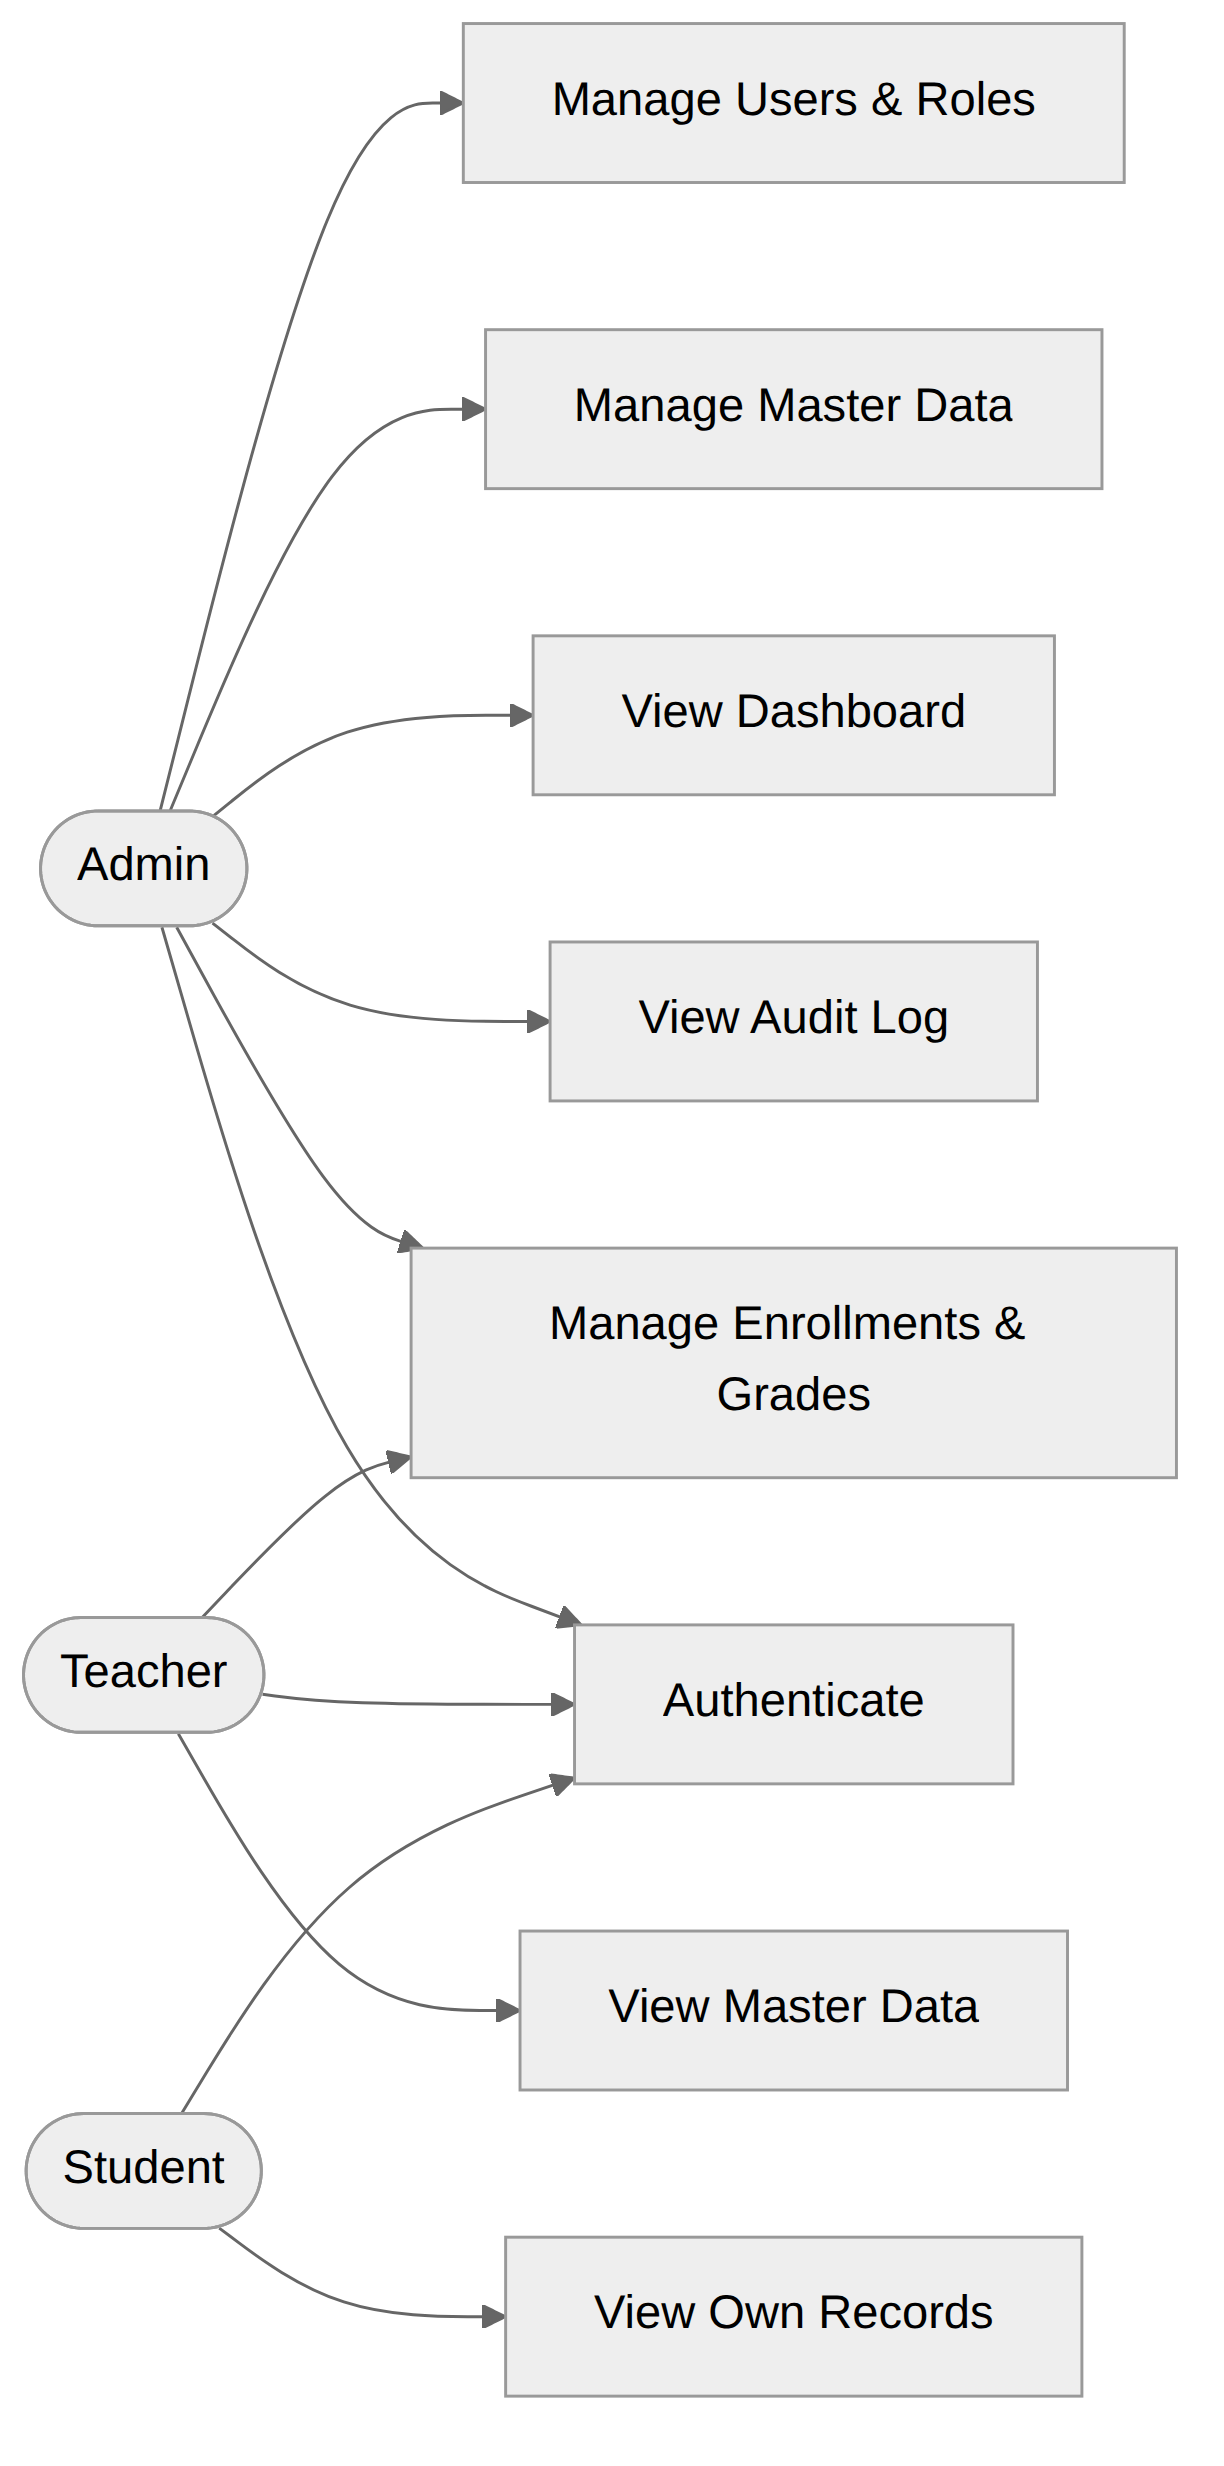 Manage Users & Roles
Manage Master Data
View Dashboard
Admin
View Audit Log
Manage Enrollments &
Grades
Teacher
Authenticate
View Master Data
Student
View Own Records